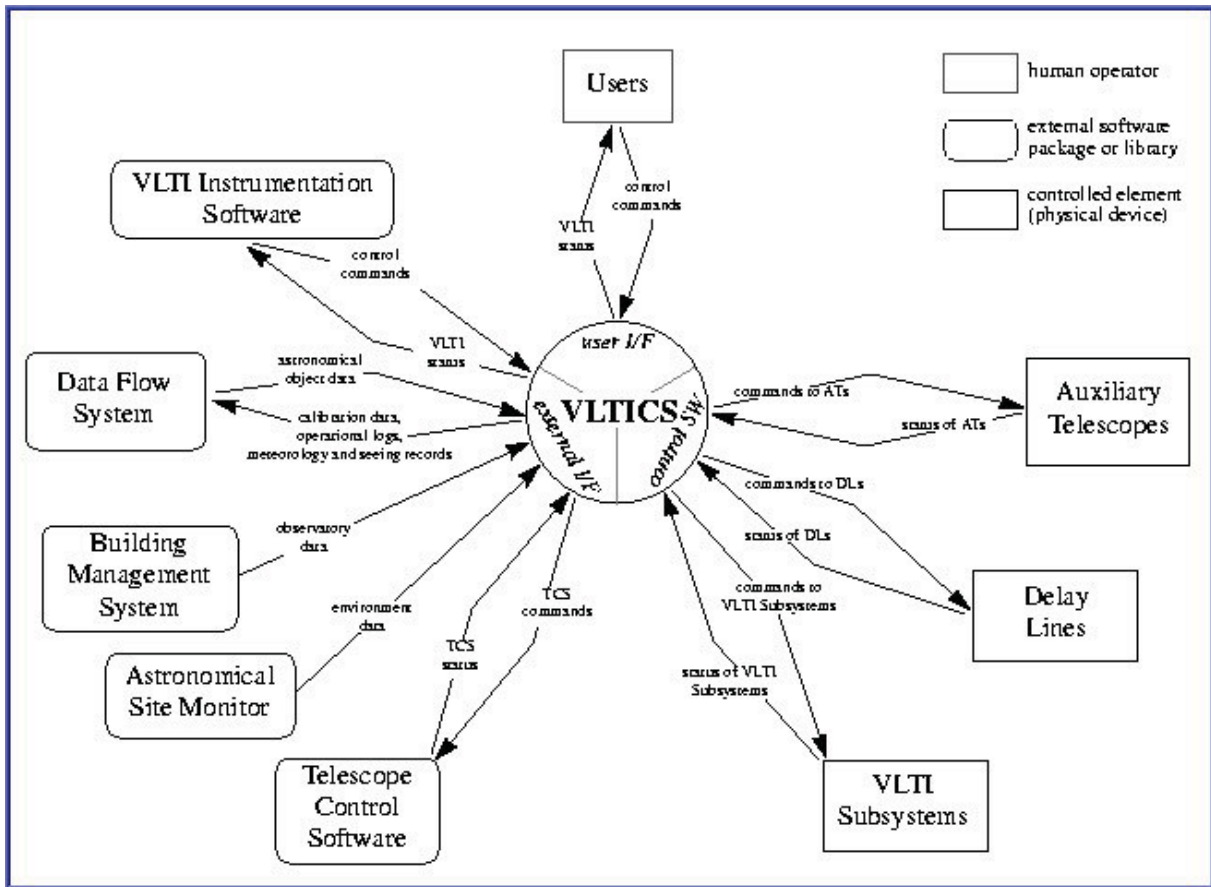 Users
human operator
external software
package or library
controlled element
(physical device)
VLTI Instrumentation
Software
control
commands
VLTI
status
control
commands
VLTI
status
user I/F
VLTICS
external I/F
control SW
Data Flow
System
astronomical
object data
calibration data,
operational logs,
meteorology and seeing records
commands to ATs
status of ATs
Auxiliary
Telescopes
commands to DLs
status of DLs
Delay
Lines
Building
Management
System
observatory
data
Astronomical
Site Monitor
environment
data
TCS
status
TCS
commands
Telescope
Control
Software
commands to
VLTI Subsystems
status of VLTI
Subsystems
VLTI
Subsystems